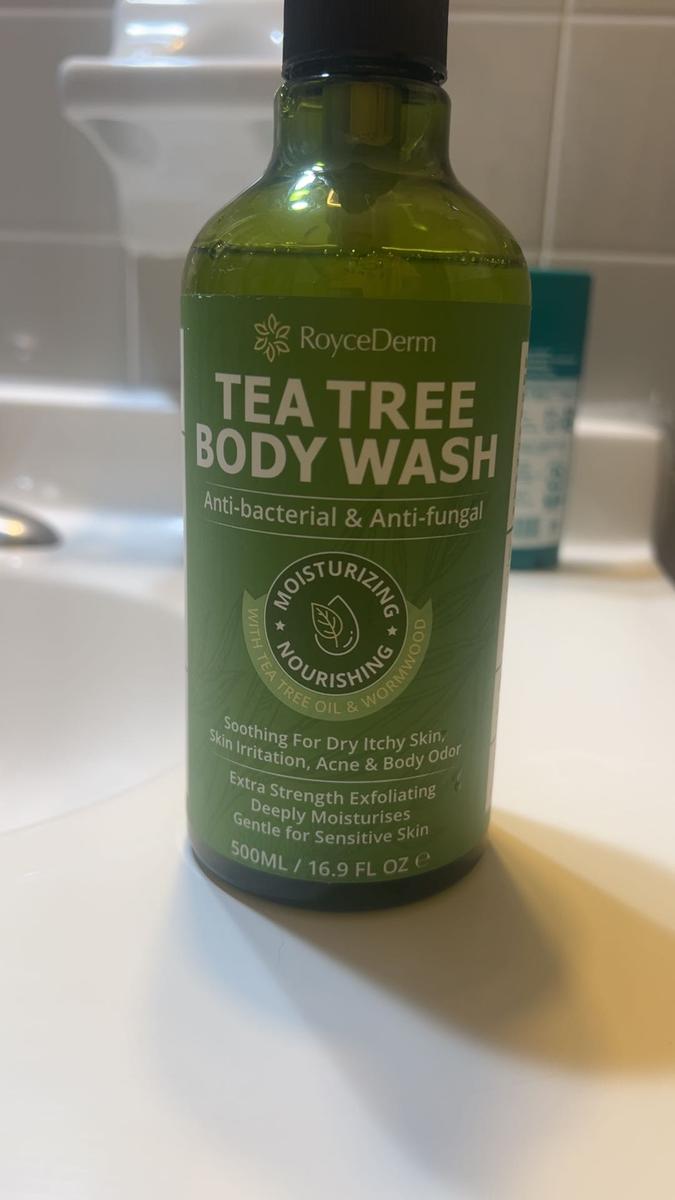 RoyceDerm
TEA TREE
BODY WASH
Anti-bacterial & Anti-fungal
MOISTURIZING
NOURISHING
WITH TEA TREE OIL & WORMWOOD
Soothing For Dry Itchy Skin,
Skin Irritation, Acne & Body Odor
Extra Strength Exfoliating
Deeply Moisturises
Gentle for Sensitive Skin
500ML / 16.9 FL OZ ℮